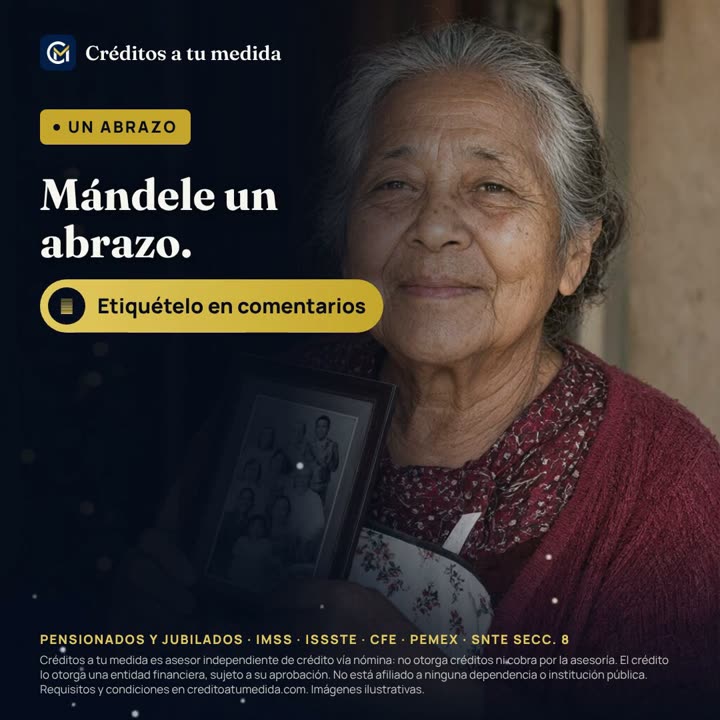 CM
Créditos a tu medida
• UN ABRAZO
Mándele un
abrazo.
Etiquételo en comentarios
PENSIONADOS Y JUBILADOS · IMSS · ISSSTE · CFE · PEMEX · SNTE SECC. 8
Créditos a tu medida es asesor independiente de crédito vía nómina: no otorga créditos ni cobra por la asesoría. El crédito
lo otorga una entidad financiera, sujeto a su aprobación. No está afiliado a ninguna dependencia o institución pública.
Requisitos y condiciones en creditoatumedida.com. Imágenes ilustrativas.